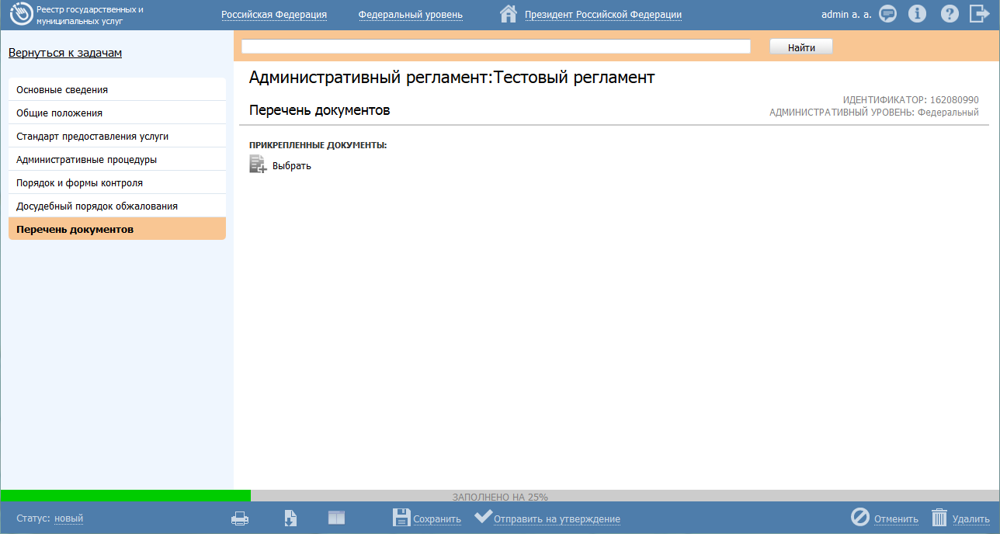 Реестр государственных и
муниципальных услуг
Российская Федерация
Федеральный уровень
Президент Российской Федерации
admin a. a.
Вернуться к задачам
Найти
Основные сведения
Общие положения
Стандарт предоставления услуги
Административные процедуры
Порядок и формы контроля
Досудебный порядок обжалования
Перечень документов
Административный регламент:Тестовый регламент
Перечень документов
ИДЕНТИФИКАТОР: 162080990
АДМИНИСТРАТИВНЫЙ УРОВЕНЬ: Федеральный
ПРИКРЕПЛЕННЫЕ ДОКУМЕНТЫ:
Выбрать
ЗАПОЛНЕНО НА 25%
Статус: новый
Сохранить
Отправить на утверждение
Отменить
Удалить